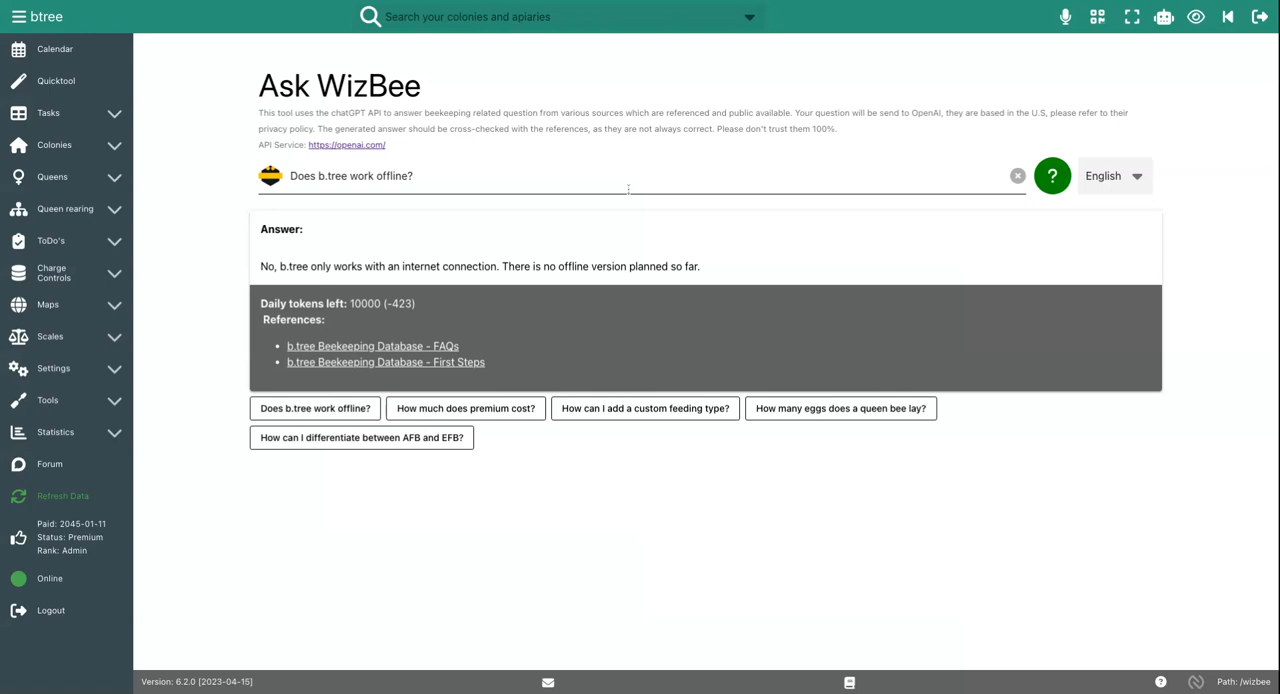 btree
Search your colonies and apiaries
Calendar
Quicktool
Tasks
Colonies
Queens
Queen rearing
ToDo's
Charge
Controls
Maps
Scales
Settings
Tools
Statistics
Forum
Refresh Data
Paid: 2045-01-11
Status: Premium
Rank: Admin
Online
Logout
Ask WizBee
This tool uses the chatGPT API to answer beekeeping related question from various sources which are referenced and public available. Your question will be send to OpenAI, they are based in the U.S, please refer to their
privacy policy. The generated answer should be cross-checked with the references, as they are not always correct. Please don't trust them 100%.
API Service: https://openai.com/
Does b.tree work offline?
?
English
Answer:
No, b.tree only works with an internet connection. There is no offline version planned so far.
Daily tokens left: 10000 (-423)
References:
• b.tree Beekeeping Database - FAQs
• b.tree Beekeeping Database - First Steps
Does b.tree work offline? How much does premium cost? How can I add a custom feeding type? How many eggs does a queen bee lay?
How can I differentiate between AFB and EFB?
Version: 6.2.0 [2023-04-15]
? Path: /wizbee